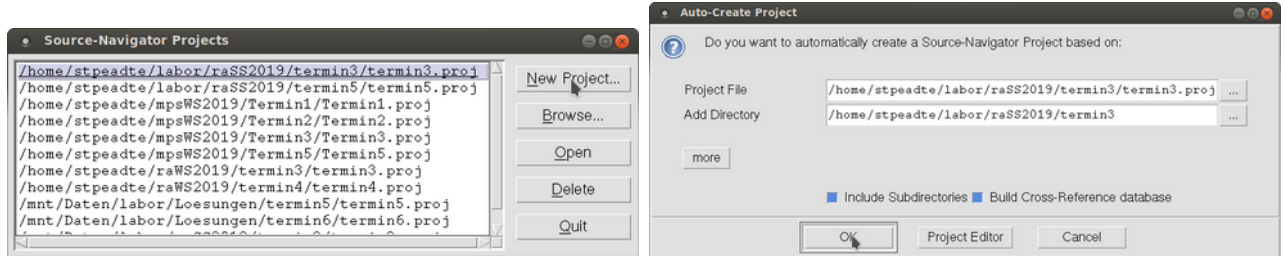 Source-Navigator Projects
/home/stpeadte/labor/raSS2019/termin3/termin3.proj
/home/stpeadte/labor/raSS2019/termin5/termin5.proj
/home/stpeadte/mpsWS2019/Termin1/Termin1.proj
/home/stpeadte/mpsWS2019/Termin2/Termin2.proj
/home/stpeadte/mpsWS2019/Termin3/Termin3.proj
/home/stpeadte/mpsWS2019/Termin5/Termin5.proj
/home/stpeadte/raWS2019/termin3/termin3.proj
/home/stpeadte/raWS2019/termin4/termin4.proj
/mnt/Daten/labor/Loesungen/termin5/termin5.proj
/mnt/Daten/labor/Loesungen/termin6/termin6.proj
New Project...
Browse...
Open
Delete
Quit
Auto-Create Project
Do you want to automatically create a Source-Navigator Project based on:
Project File /home/stpeadte/labor/raSS2019/termin3/termin3.proj ...
Add Directory /home/stpeadte/labor/raSS2019/termin3 ...
more
Include Subdirectories Build Cross-Reference database
OK Project Editor Cancel